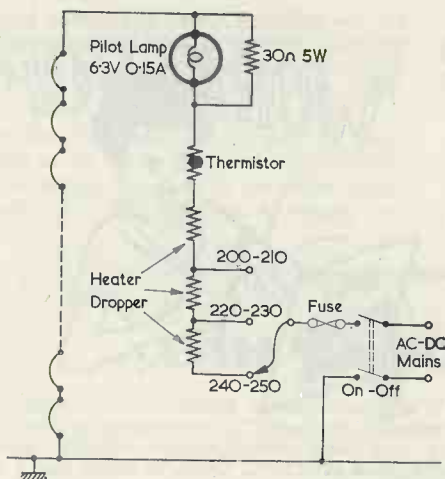 Pilot Lamp
6·3V 0·15A
30n 5W
Thermistor
Heater
Dropper
200-210
220-230
240-250
Fuse
AC-DC
Mains
On-Off